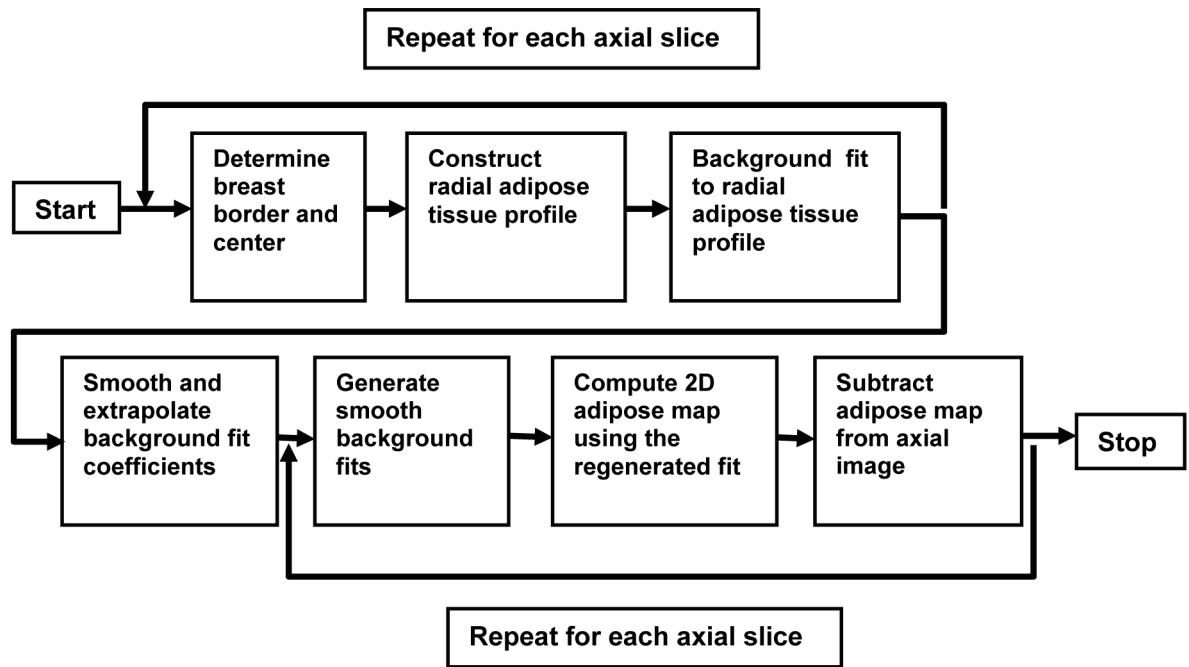 Repeat for each axial slice
Start
Determine
breast
border and
center
Construct
radial adipose
tissue profile
Background fit
to radial
adipose tissue
profile
Smooth and
extrapolate
background fit
coefficients
Generate
smooth
background
fits
Compute 2D
adipose map
using the
regenerated fit
Subtract
adipose map
from axial
image
Stop
Repeat for each axial slice